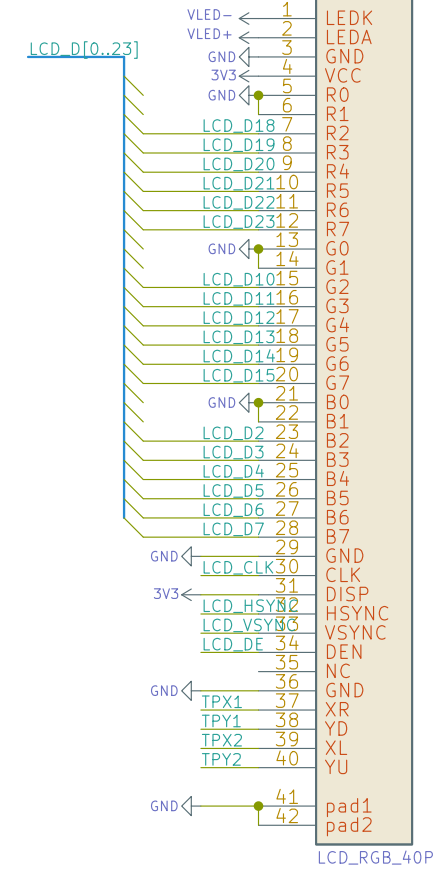 VLED- 1 LEDK
VLED+ 2 LEDA
GND 3 GND
LCD_D[0..23]
3V3 4 VCC
GND 5 R0
6 R1
LCD_D18 7 R2
LCD_D19 8 R3
LCD_D20 9 R4
LCD_D21 10 R5
LCD_D22 11 R6
LCD_D23 12 R7
GND 13 G0
14 G1
LCD_D10 15 G2
LCD_D11 16 G3
LCD_D12 17 G4
LCD_D13 18 G5
LCD_D14 19 G6
LCD_D15 20 G7
GND 21 B0
22 B1
LCD_D2 23 B2
LCD_D3 24 B3
LCD_D4 25 B4
LCD_D5 26 B5
LCD_D6 27 B6
LCD_D7 28 B7
GND 29 GND
LCD_CLK 30 CLK
3V3 31 DISP
LCD_HSYNC 32 HSYNC
LCD_VSYNC 33 VSYNC
LCD_DE 34 DEN
35 NC
GND 36 GND
TPX1 37 XR
TPY1 38 YD
TPX2 39 XL
TPY2 40 YU
GND 41 pad1
42 pad2
LCD_RGB_40P